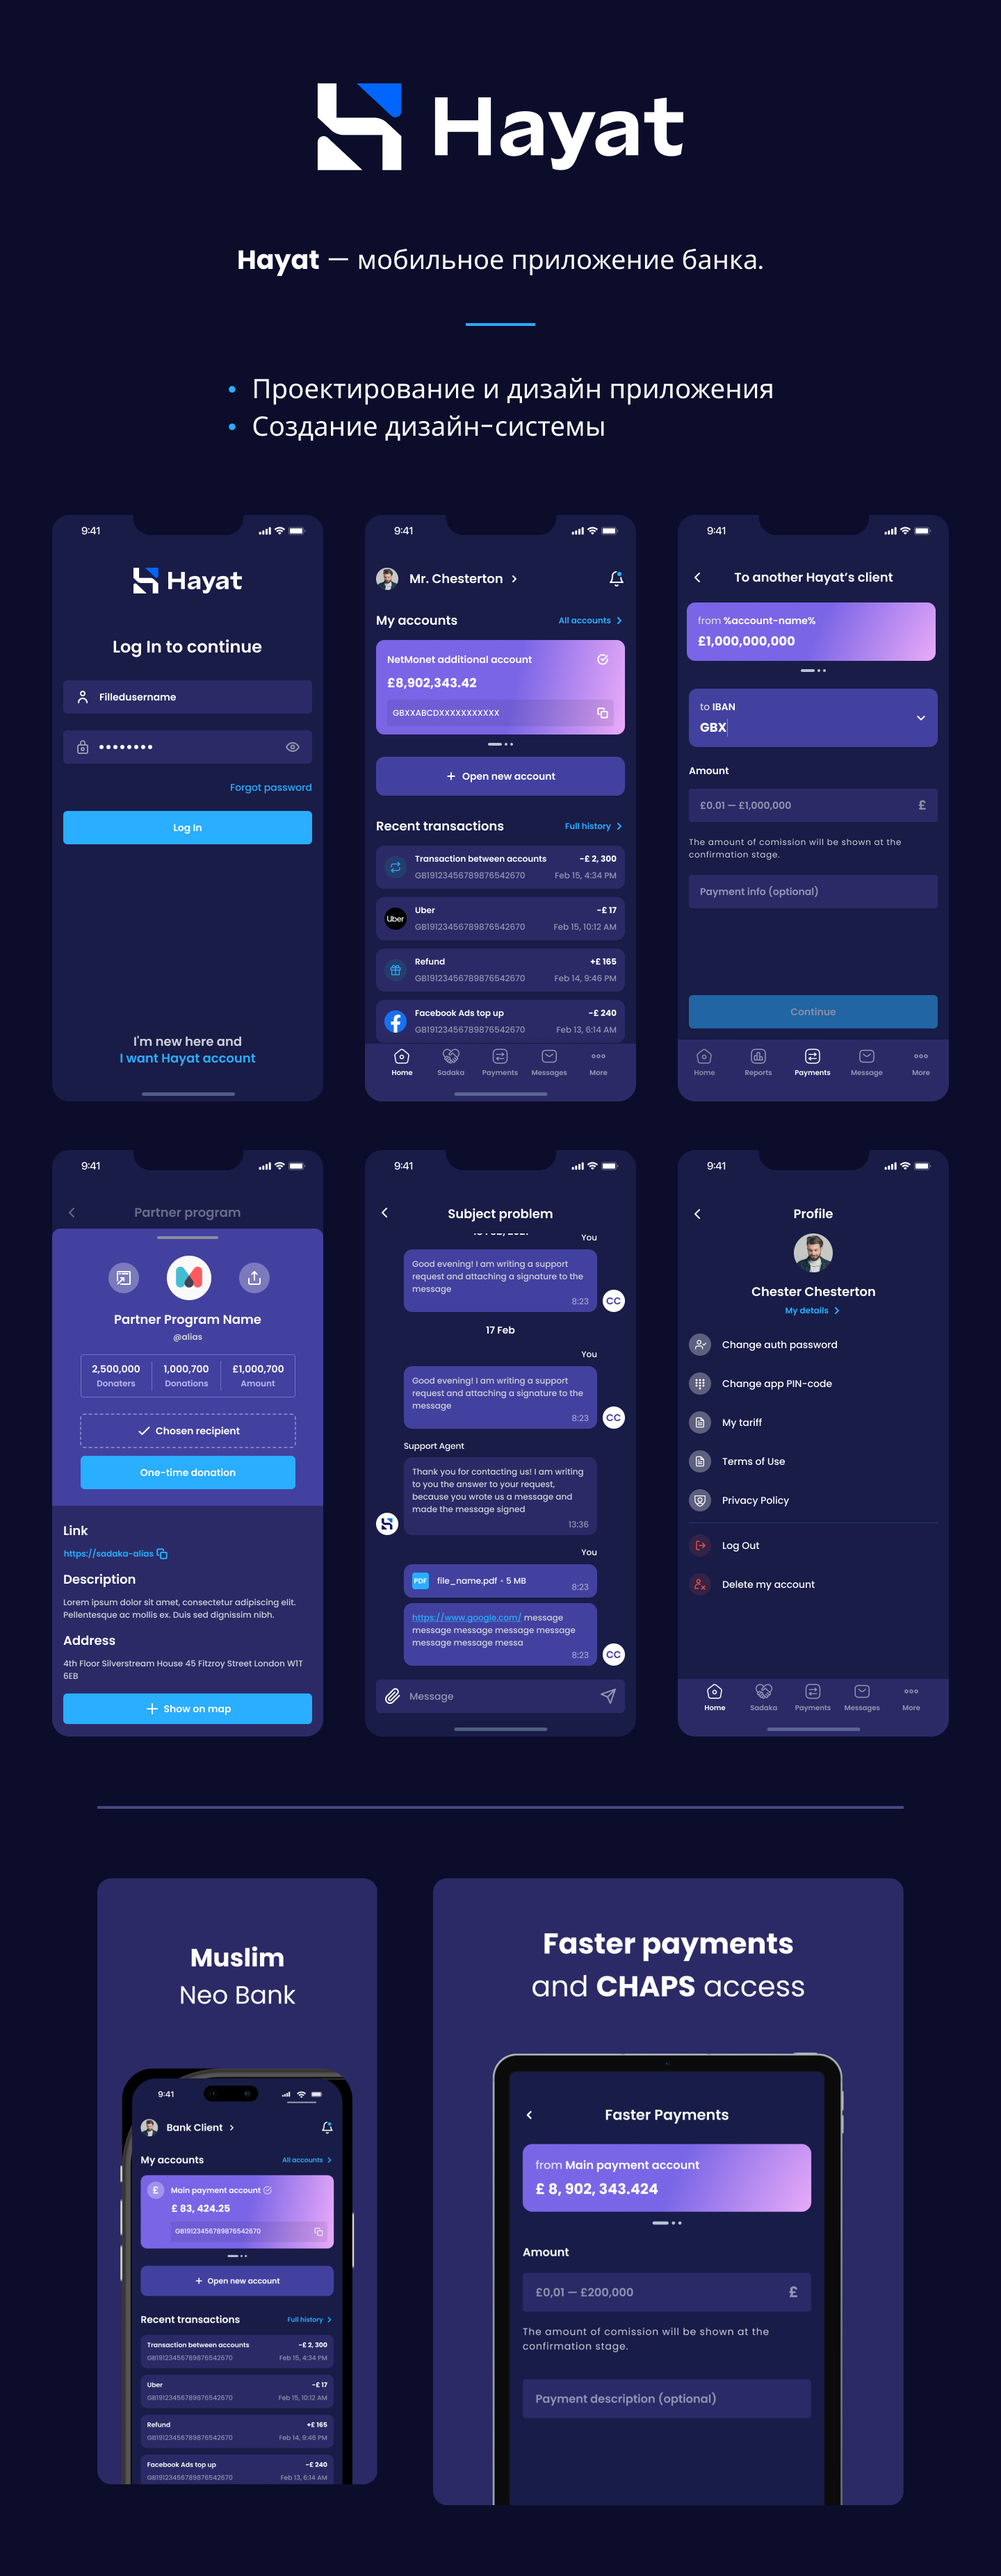 Hayat
Hayat — мобильное приложение банка.
• Проектирование и дизайн приложения
• Создание дизайн-системы
9:41
Hayat
Log In to continue
Filledusername
Forgot password
Log In
I'm new here and
I want Hayat account
9:41
Mr. Chesterton
My accounts
All accounts
NetMonet additional account
£8,902,343.42
GBXXABCDXXXXXXXXXXX
+ Open new account
Recent transactions
Full history
Transaction between accounts
-£ 2, 300
GB19123456789876542670
Feb 15, 4:34 PM
Uber
Uber
-£ 17
GB19123456789876542670
Feb 15, 10:12 AM
Refund
+£ 165
GB19123456789876542670
Feb 14, 9:46 PM
Facebook Ads top up
-£ 240
GB19123456789876542670
Feb 13, 6:14 AM
Home
Sadaka
Payments
Messages
More
9:41
To another Hayat's client
from %account-name%
£1,000,000,000
to IBAN
GBX
Amount
£0.01 — £1,000,000
£
The amount of comission will be shown at the
confirmation stage.
Payment info (optional)
Continue
Home
Reports
Payments
Message
More
9:41
Partner program
Partner Program Name
@alias
2,500,000
1,000,700
£1,000,700
Donaters
Donations
Amount
Chosen recipient
One-time donation
Link
https://sadaka-alias
Description
Lorem ipsum dolor sit amet, consectetur adipiscing elit.
Pellentesque ac mollis ex. Duis sed dignissim nibh.
Address
4th Floor Silverstream House 45 Fitzroy Street London W1T
6EB
+ Show on map
9:41
Subject problem
You
Good evening! I am writing a support
request and attaching a signature to the
message
8:23
CC
17 Feb
You
Good evening! I am writing a support
request and attaching a signature to the
message
8:23
CC
Support Agent
Thank you for contacting us! I am writing
to you the answer to your request,
because you wrote us a message and
made the message signed
13:36
You
PDF
file_name.pdf • 5 MB
8:23
https://www.google.com/ message
message message message message
message message messa
8:23
CC
Message
9:41
Profile
Chester Chesterton
My details
Change auth password
Change app PIN-code
My tariff
Terms of Use
Privacy Policy
Log Out
Delete my account
Home
Sadaka
Payments
Messages
More
Muslim
Neo Bank
9:41
Bank Client
My accounts
All accounts
£
Main payment account
£ 83, 424.25
GB19123456789876542670
+ Open new account
Recent transactions
Full history
Transaction between accounts
-£ 2, 300
GB19123456789876542670
Feb 15, 4:34 PM
Uber
-£ 17
GB19123456789876542670
Feb 15, 10:12 AM
Refund
+£ 165
GB19123456789876542670
Feb 14, 9:46 PM
Facebook Ads top up
-£ 240
GB19123456789876542670
Feb 13, 6:14 AM
Faster payments
and CHAPS access
Faster Payments
from Main payment account
£ 8, 902, 343.424
Amount
£0,01 — £200,000
£
The amount of comission will be shown at the
confirmation stage.
Payment description (optional)